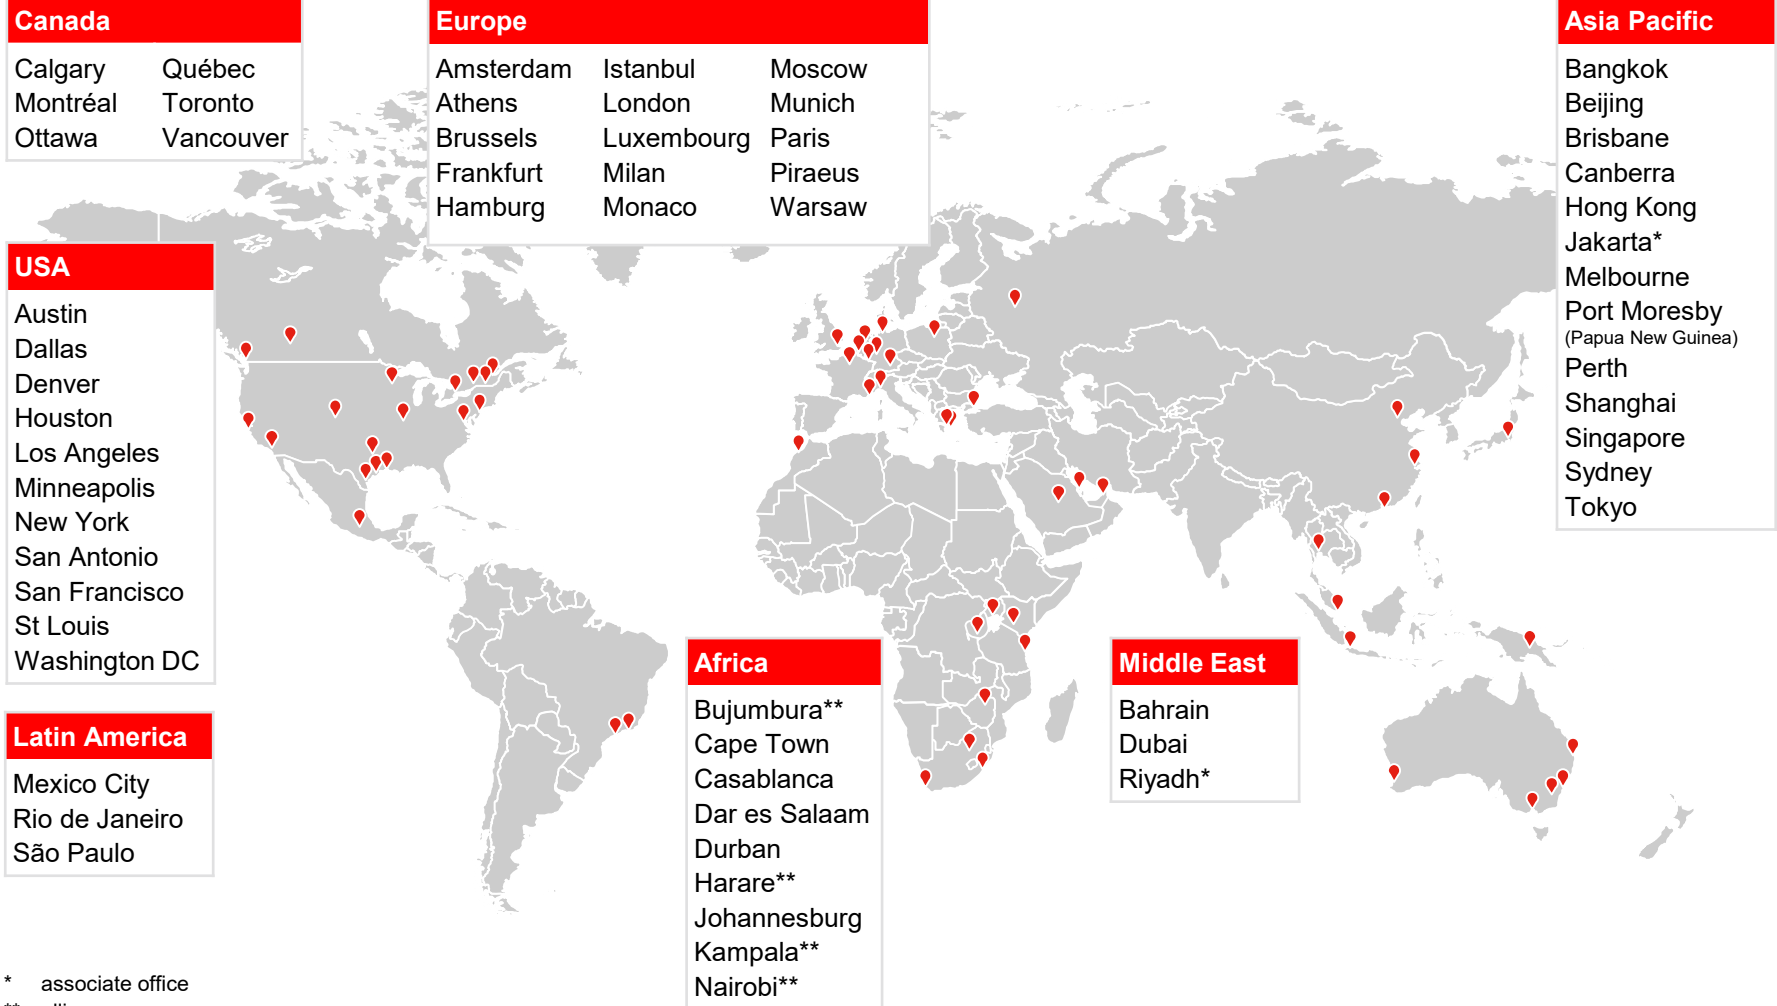 Canada
Calgary Québec
Montréal Toronto
Ottawa Vancouver
Europe
Amsterdam Istanbul Moscow
Athens London Munich
Brussels Luxembourg Paris
Frankfurt Milan Piraeus
Hamburg Monaco Warsaw
Asia Pacific
Bangkok
Beijing
Brisbane
Canberra
Hong Kong
Jakarta*
Melbourne
Port Moresby
(Papua New Guinea)
Perth
Shanghai
Singapore
Sydney
Tokyo
USA
Austin
Dallas
Denver
Houston
Los Angeles
Minneapolis
New York
San Antonio
San Francisco
St Louis
Washington DC
Latin America
Mexico City
Rio de Janeiro
São Paulo
Africa
Bujumbura**
Cape Town
Casablanca
Dar es Salaam
Durban
Harare**
Johannesburg
Kampala**
Nairobi**
Middle East
Bahrain
Dubai
Riyadh*
* associate office
**